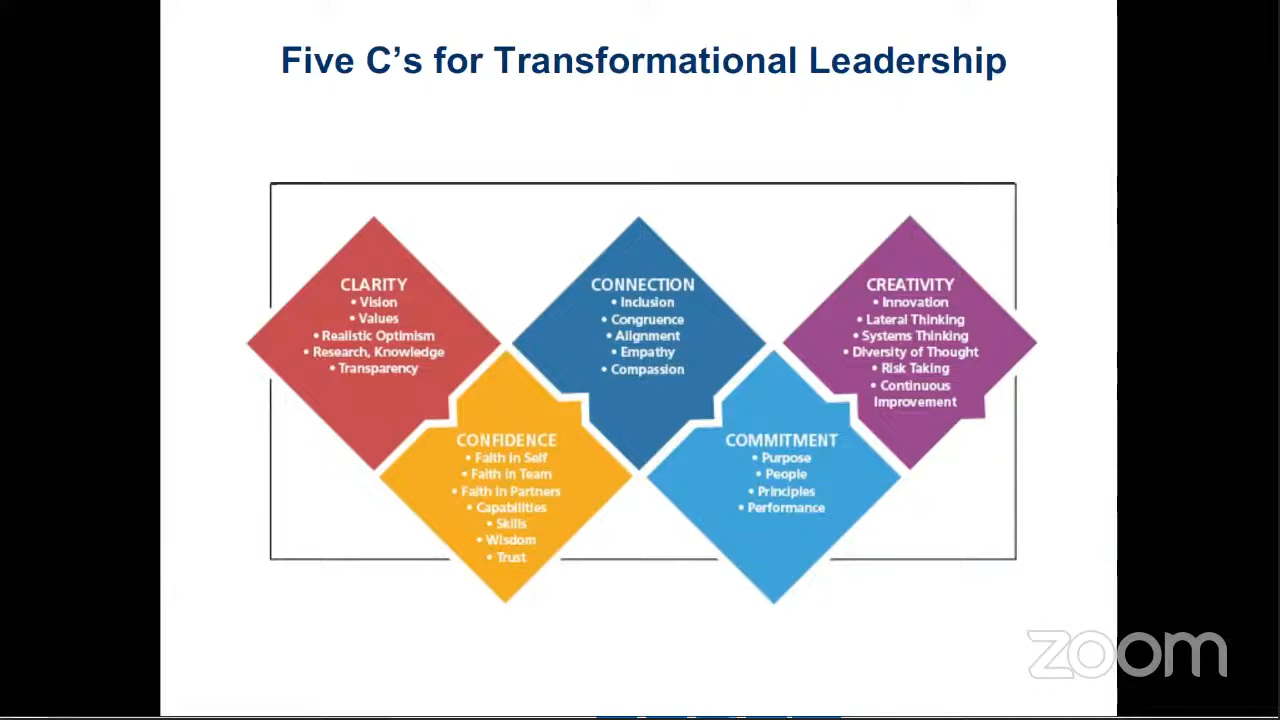 Five C’s for Transformational Leadership
CLARITY
• Vision
• Values
• Realistic Optimism
• Research, Knowledge
• Transparency
CONFIDENCE
• Faith in Self
• Faith in Team
• Faith in Partners
• Capabilities
• Skills
• Wisdom
• Trust
CONNECTION
• Inclusion
• Congruence
• Alignment
• Empathy
• Compassion
COMMITMENT
• Purpose
• People
• Principles
• Performance
CREATIVITY
• Innovation
• Lateral Thinking
• Systems Thinking
• Diversity of Thought
• Risk Taking
• Continuous
Improvement
zoom